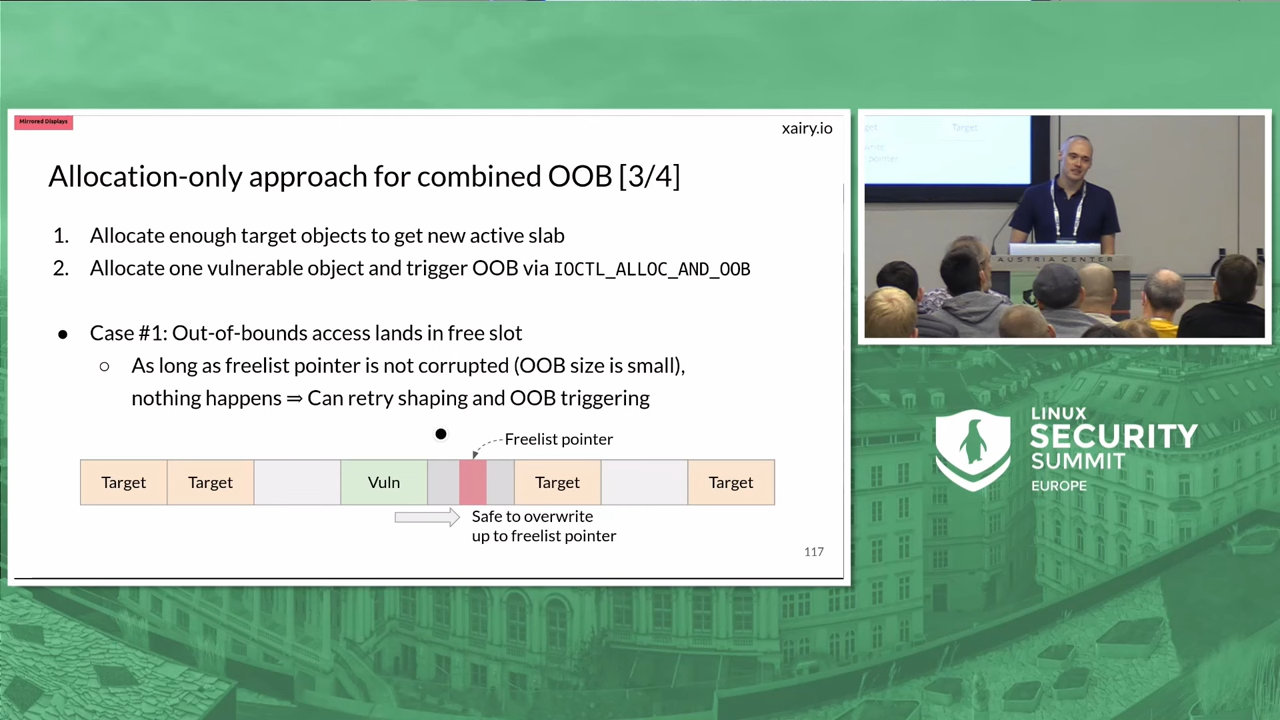 Mirrored Displays
xairy.io
Allocation-only approach for combined OOB [3/4]
1. Allocate enough target objects to get new active slab
2. Allocate one vulnerable object and trigger OOB via IOCTL_ALLOC_AND_OOB
● Case #1: Out-of-bounds access lands in free slot
○ As long as freelist pointer is not corrupted (OOB size is small),
nothing happens ⇒ Can retry shaping and OOB triggering
Freelist pointer
Target Target Vuln Target Target
Safe to overwrite
up to freelist pointer
117
Target
AUSTRIA CENTER
LINUX
SECURITY
SUMMIT
EUROPE